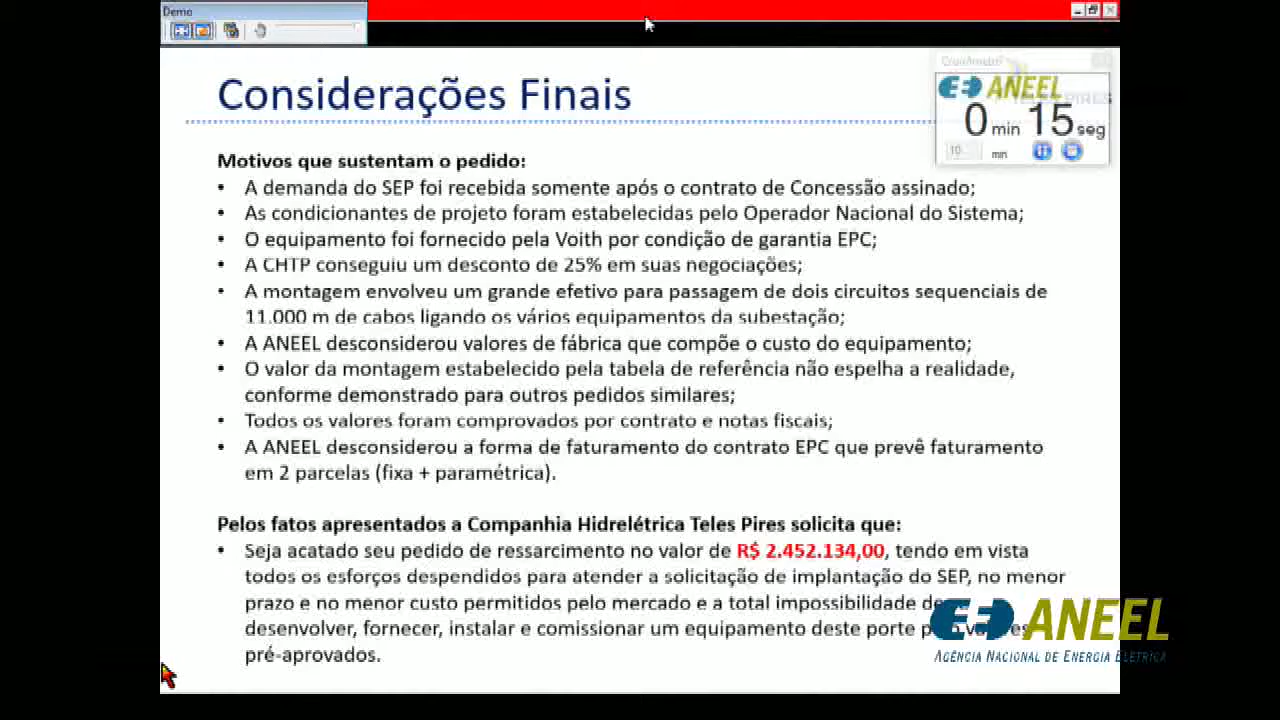 Demo
Considerações Finais
ANEEL
0 min 15 seg
10 min
Motivos que sustentam o pedido:
• A demanda do SEP foi recebida somente após o contrato de Concessão assinado;
• As condicionantes de projeto foram estabelecidas pelo Operador Nacional do Sistema;
• O equipamento foi fornecido pela Voith por condição de garantia EPC;
• A CHTP conseguiu um desconto de 25% em suas negociações;
• A montagem envolveu um grande efetivo para passagem de dois circuitos sequenciais de
11.000 m de cabos ligando os vários equipamentos da subestação;
• A ANEEL desconsiderou valores de fábrica que compõe o custo do equipamento;
• O valor da montagem estabelecido pela tabela de referência não espelha a realidade,
conforme demonstrado para outros pedidos similares;
• Todos os valores foram comprovados por contrato e notas fiscais;
• A ANEEL desconsiderou a forma de faturamento do contrato EPC que prevê faturamento
em 2 parcelas (fixa + paramétrica).
Pelos fatos apresentados a Companhia Hidrelétrica Teles Pires solicita que:
• Seja acatado seu pedido de ressarcimento no valor de R$ 2.452.134,00, tendo em vista
todos os esforços despendidos para atender a solicitação de implantação do SEP, no menor
prazo e no menor custo permitidos pelo mercado e a total impossibilidade de
desenvolver, fornecer, instalar e comissionar um equipamento deste porte
pré-aprovados.
ANEEL
AGÊNCIA NACIONAL DE ENERGIA ELÉTRICA